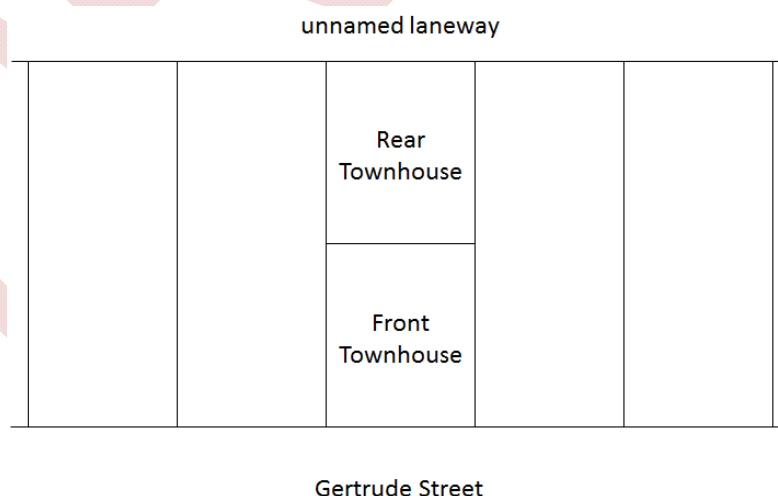 unnamed laneway
Rear
Townhouse
Front
Townhouse
Gertrude Street